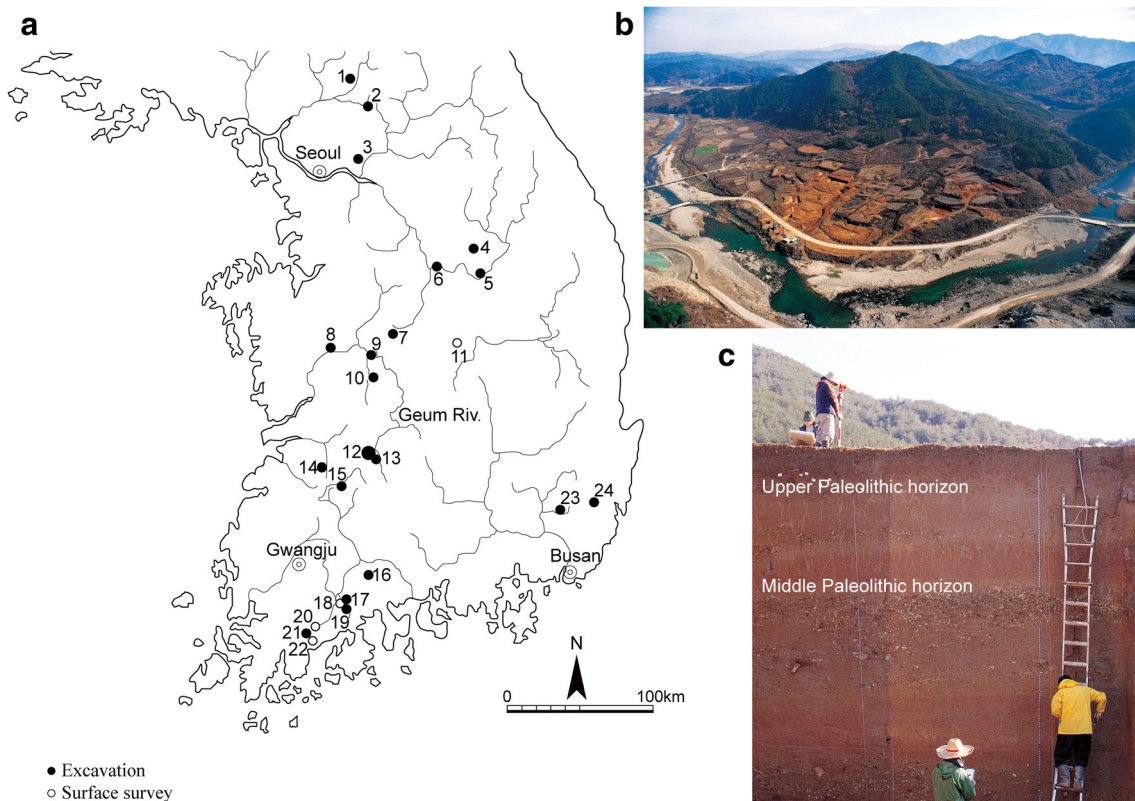 a
1
2
Seoul
3
4
6
5
8
7
9
11
10
Geum Riv.
12
13
14
15
23
24
Gwangju
Busan
16
18
17
19
20
21
22
N
0
100km
Excavation
Surface survey
b
c
Upper Paleolithic horizon
Middle Paleolithic horizon